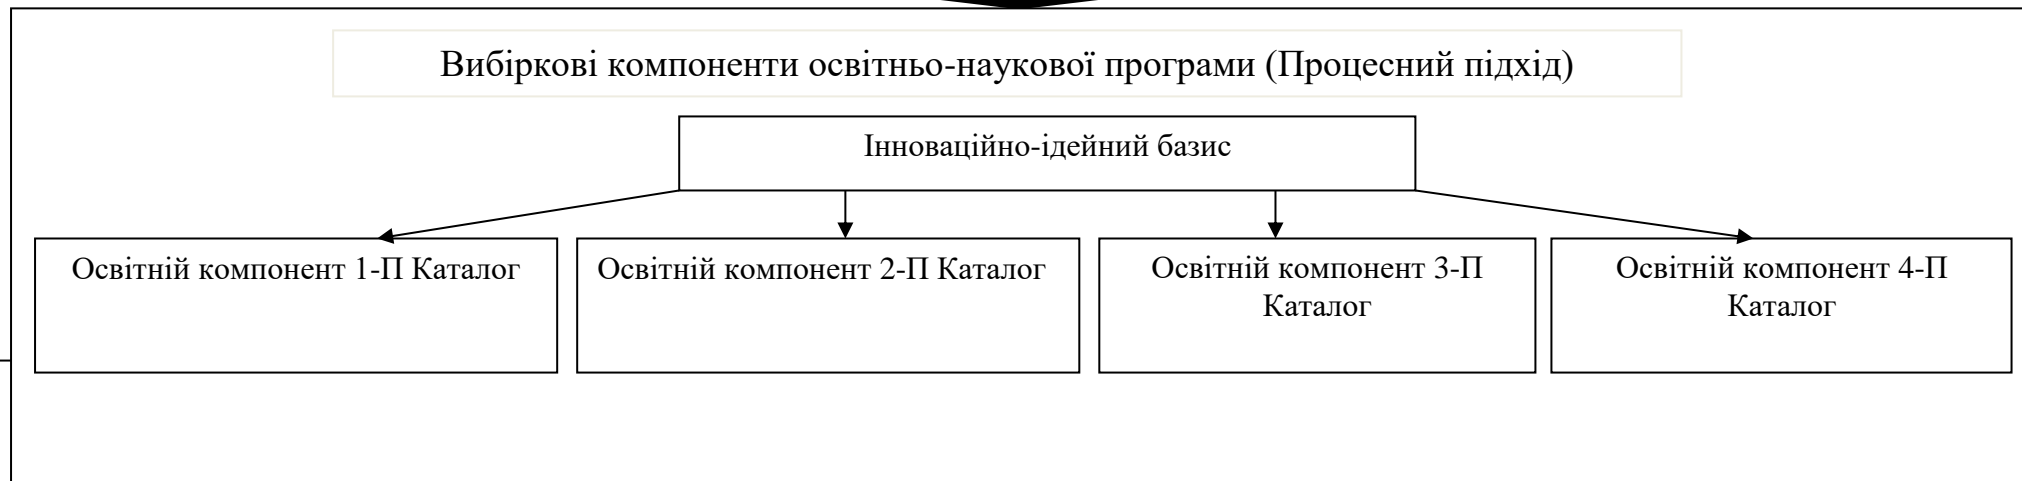 Вибіркові компоненти освітньо-наукової програми (Процесний підхід)
Інноваційно-ідейний базис
Освітній компонент 1-П Каталог
Освітній компонент 2-П Каталог
Освітній компонент 3-П
Каталог
Освітній компонент 4-П
Каталог